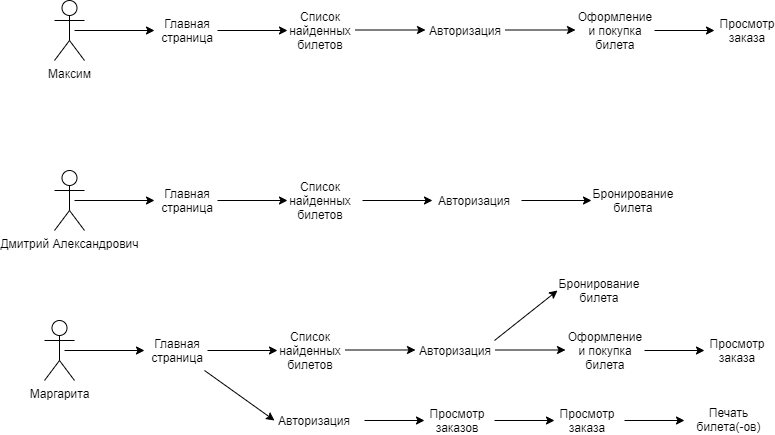 Максим
Главная
страница
Список
найденных
билетов
Авторизация
Оформление
и покупка
билета
Просмотр
заказа
Дмитрий Александрович
Главная
страница
Список
найденных
билетов
Авторизация
Бронирование
билета
Маргарита
Главная
страница
Список
найденных
билетов
Авторизация
Бронирование
билета
Оформление
и покупка
билета
Просмотр
заказа
Авторизация
Просмотр
заказов
Просмотр
заказа
Печать
билета(-ов)